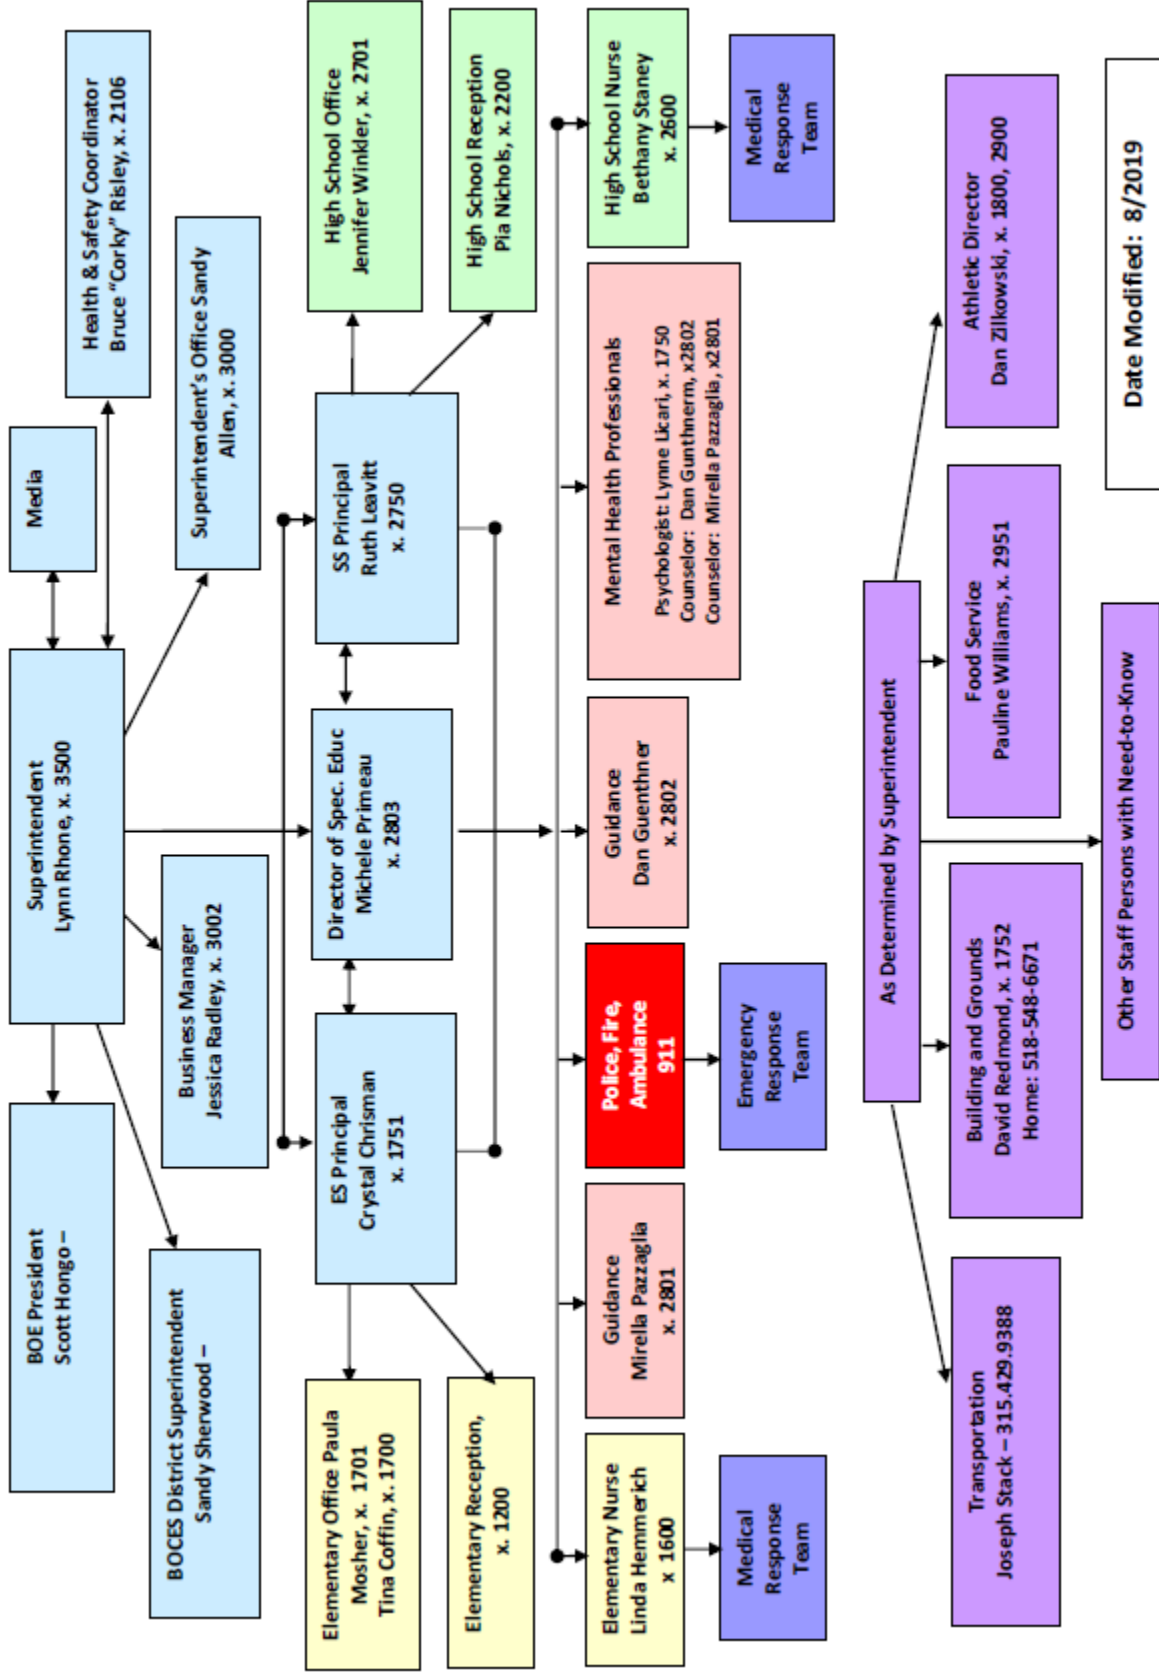 Superintendent
Lynn Rhone, x. 3500
Media
Health & Safety Coordinator
Bruce “Corky” Risley, x. 2106
BOE President
Scott Hongo –
BOCES District Superintendent
Sandy Sherwood –
Business Manager
Jessica Radley, x. 3002
Superintendent’s Office Sandy
Allen, x. 3000
Elementary Office Paula
Mosher, x. 1701
Tina Coffin, x. 1700
ES Principal
Crystal Chrisman
x. 1751
Director of Spec. Educ
Michele Primeau
x. 2803
SS Principal
Ruth Leavitt
x. 2750
High School Office
Jennifer Winkler, x. 2701
Elementary Reception,
x. 1200
High School Reception
Pia Nichols, x. 2200
Elementary Nurse
Linda Hemmerich
x 1600
Guidance
Mirella Pazzaglia
x. 2801
Police, Fire,
Ambulance
911
Guidance
Dan Guenthner
x. 2802
Mental Health Professionals
Psychologist: Lynne Licari, x. 1750
Counselor: Dan Gunthnerm, x2802
Counselor: Mirella Pazzaglia, x2801
High School Nurse
Bethany Staney
x. 2600
Medical
Response
Team
Emergency
Response
Team
Medical
Response
Team
As Determined by Superintendent
Transportation
Joseph Stack – 315.429.9388
Building and Grounds
David Redmond, x. 1752
Home: 518-548-6671
Food Service
Pauline Williams, x. 2951
Athletic Director
Dan Zilkowski, x. 1800, 2900
Other Staff Persons with Need-to-Know
Date Modified: 8/2019